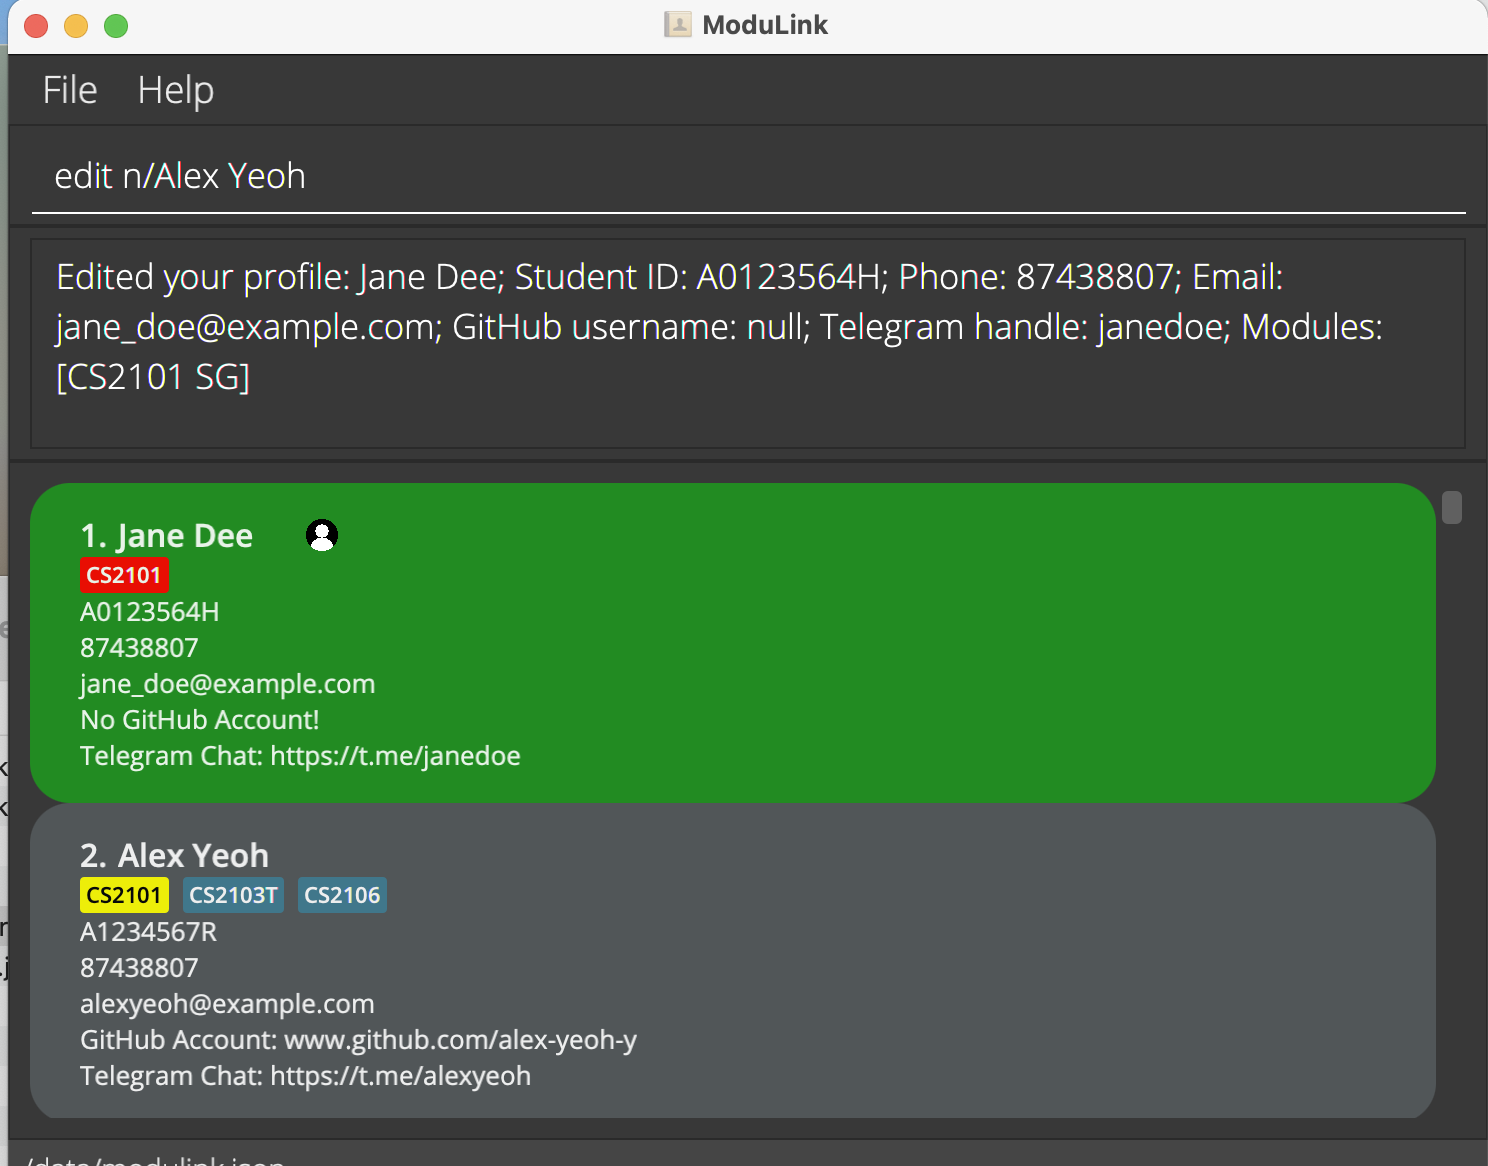 ModuLink
File Help
edit n/Alex Yeoh
Edited your profile: Jane Dee; Student ID: A0123564H; Phone: 87438807; Email:
jane_doe@example.com; GitHub username: null; Telegram handle: janedoe; Modules:
[CS2101 SG]
1. Jane Dee
CS2101
A0123564H
87438807
jane_doe@example.com
No GitHub Account!
Telegram Chat: https://t.me/janedoe
2. Alex Yeoh
CS2101 CS2103T CS2106
A1234567R
87438807
alexyeoh@example.com
GitHub Account: www.github.com/alex-yeoh-y
Telegram Chat: https://t.me/alexyeoh
/data/modulink.json